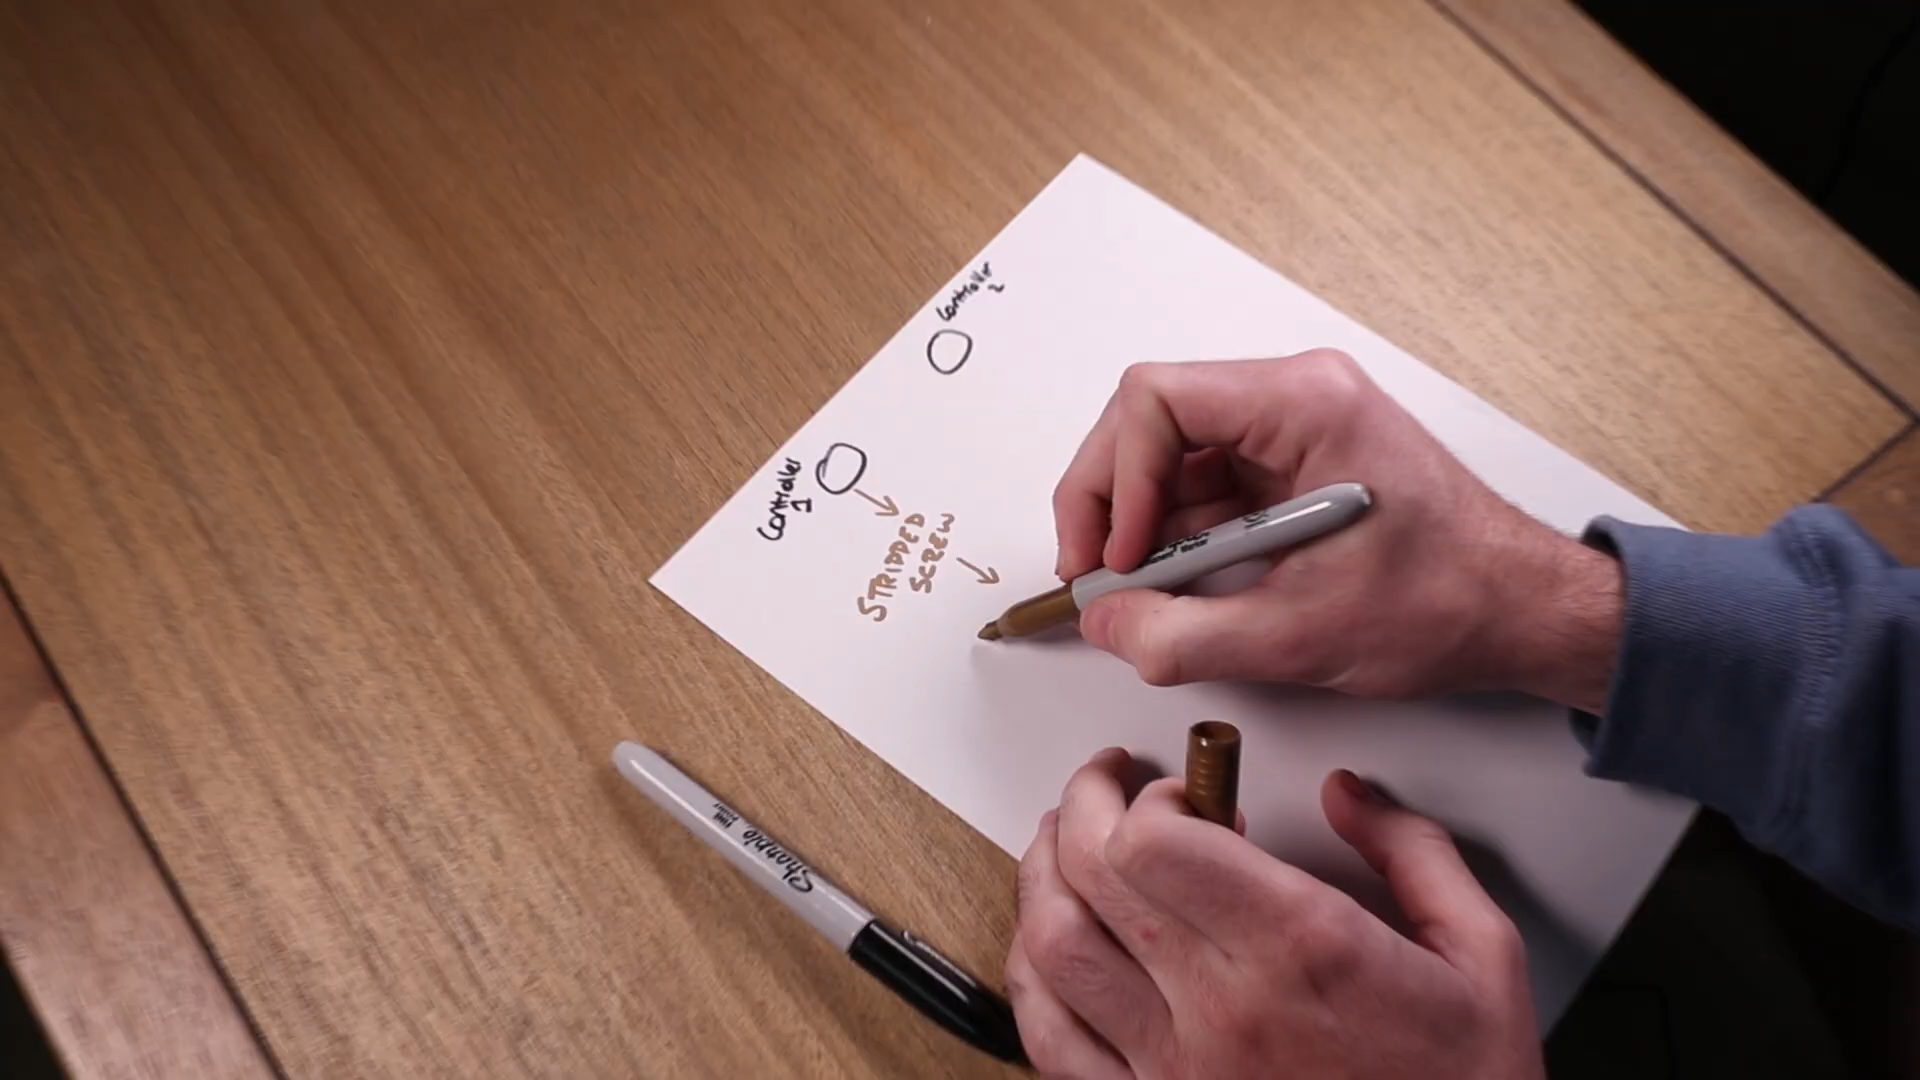 Controller
2
Controller
1
STRIPPED
SCREW
Sharpie